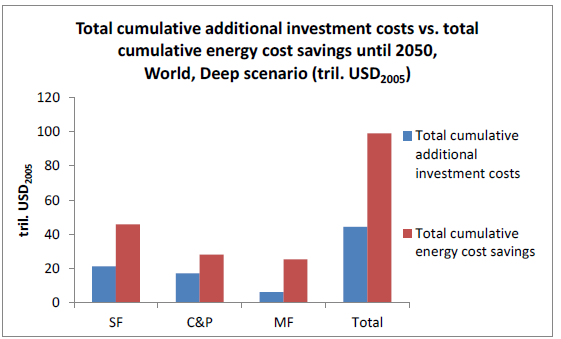 Total cumulative additional investment costs vs. total
cumulative energy cost savings until 2050,
World, Deep scenario (tril. USD2005)
120
100
80
60
40
20
0
tril. USD2005
SF
C&P
MF
Total
Total cumulative
additional
investment costs
Total cumulative
energy cost savings